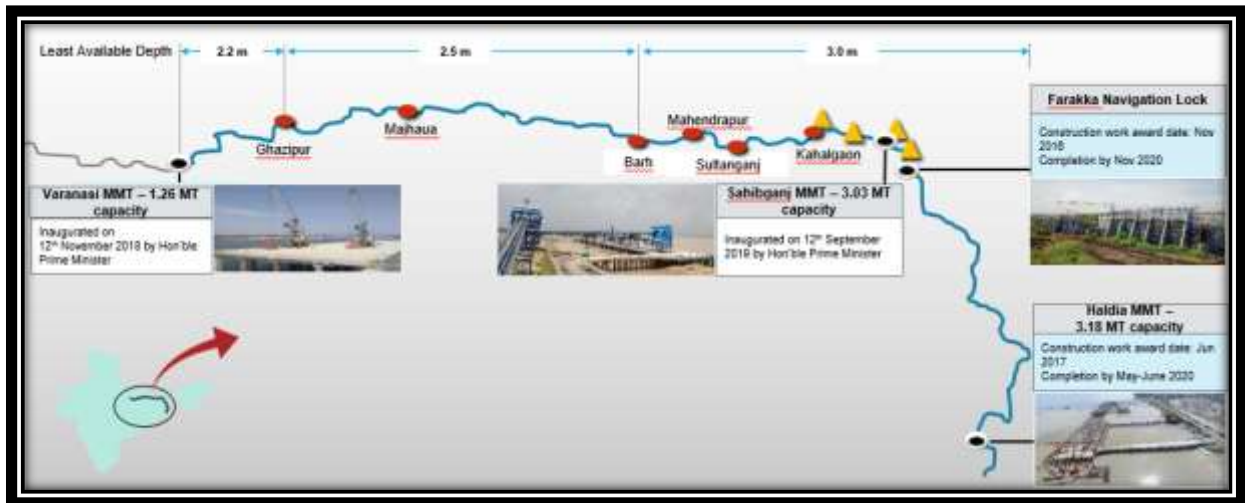 Least Available Depth
2.2 m
2.5 m
3.0 m
Farakka Navigation Lock
Construction work award date: Nov
2016
Completion by Nov 2020
Ghazipur
Majhaua
Barh
Mahendrapur
Sultanganj
Kahalgaon
Varanasi MMT – 1.26 MT
capacity
Inaugurated on
12th November 2018 by Hon'ble
Prime Minister
Sahibganj MMT – 3.03 MT
capacity
Inaugurated on 12th September
2019 by Hon'ble Prime Minister
Haldia MMT –
3.18 MT capacity
Construction work award date: Jun
2017
Completion by May-June 2020